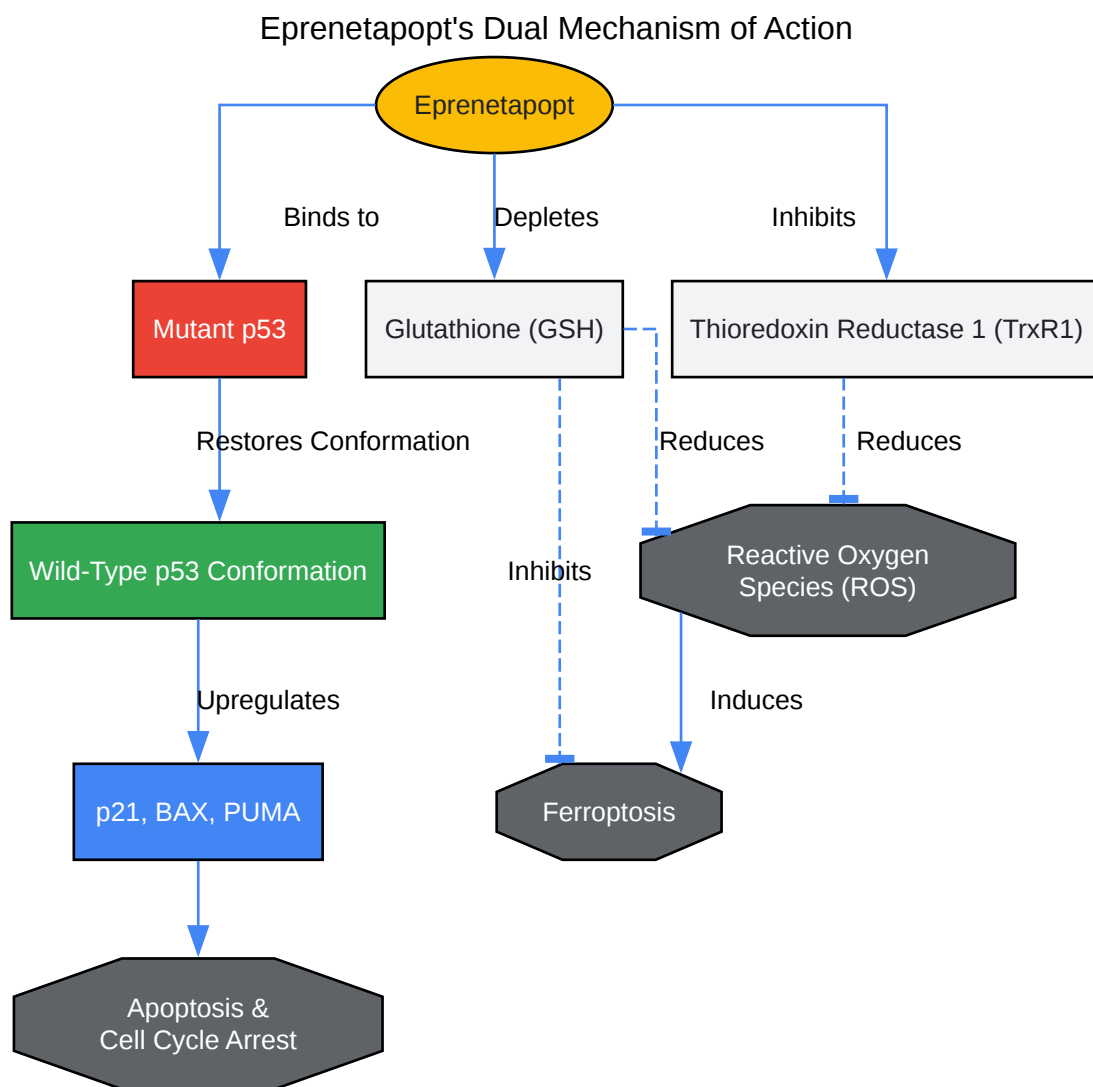 Eprenetapopt's Dual Mechanism of Action
Eprenetapopt
Binds to
Depletes
Inhibits
Mutant p53
Glutathione (GSH)
Thioredoxin Reductase 1 (TrxR1)
Restores Conformation
Reduces
Reduces
Wild-Type p53 Conformation
Inhibits
Reactive Oxygen
Species (ROS)
Upregulates
Induces
p21, BAX, PUMA
Ferroptosis
Apoptosis &
Cell Cycle Arrest